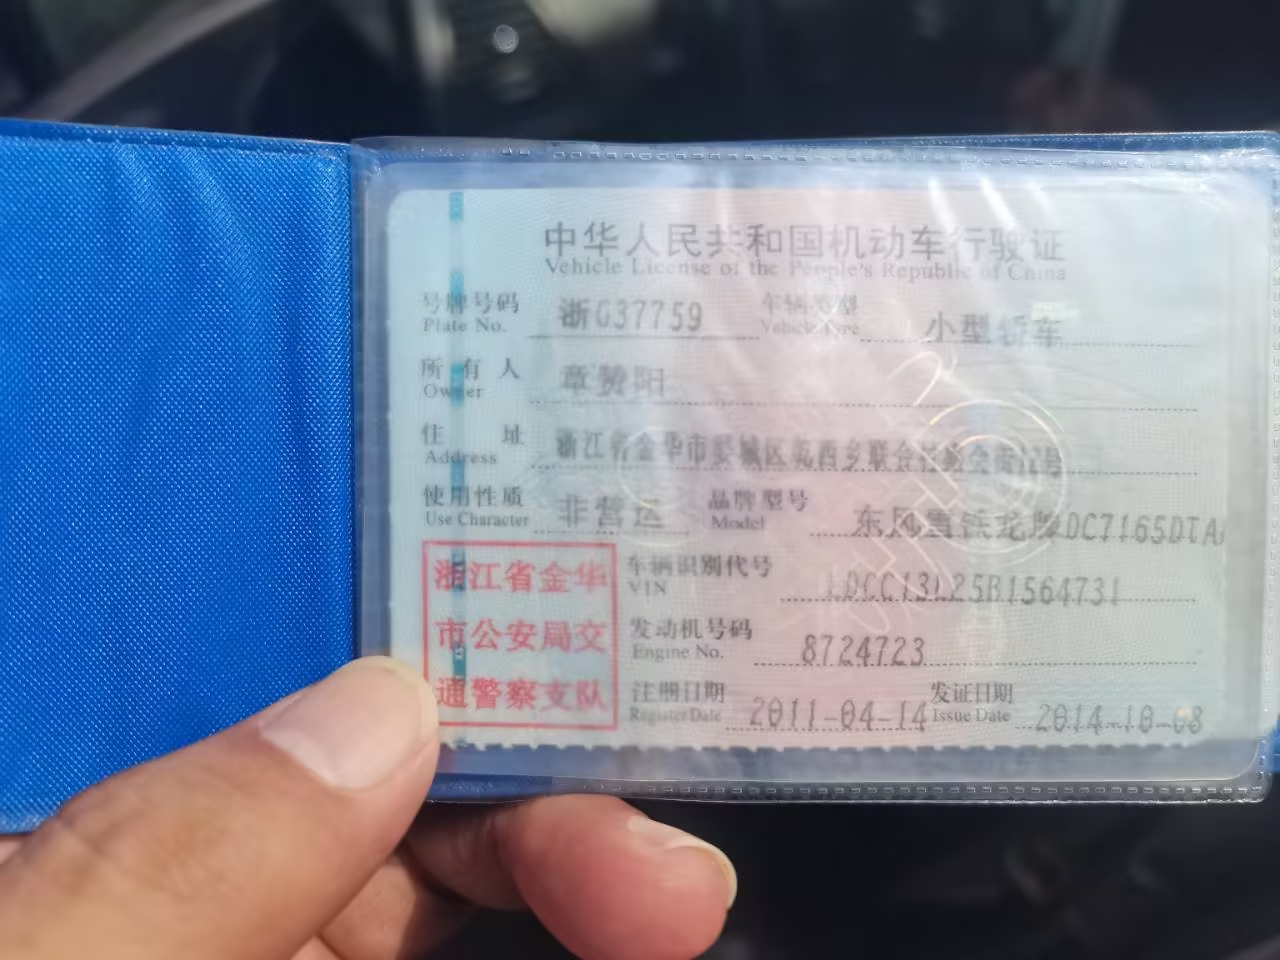 中华人民共和国机动车行驶证
Vehicle License of the People's Republic of China
号牌号码 浙G37759 车辆类型 小型轿车
Plate No. Vehicle Type
所有人 章赞阳
Owner
住址 浙江省金华市婺城区苑西乡联合
Address
使用性质 非营运 品牌型号 东风雪铁龙牌DC7165DTA
Use Character Model
浙江省金华
市公安局交
通警察支队
车辆识别代号 LDCC13L25B1564731
VIN
发动机号码 8724723
Engine No.
注册日期 2011-04-14 发证日期 2014-10-08
Register Date Issue Date